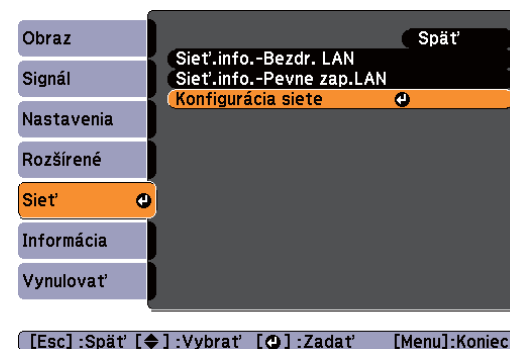 Obraz
Signál
Nastavenia
Rozšírené
Sieť
Informácia
Vynulovať
Späť
Sieť.info.-Bezdr. LAN
Sieť.info.-Pevne zap.LAN
Konfigurácia siete
[Esc] :Späť [◆] :Vybrať [⏎] :Zadať [Menu]:Koniec